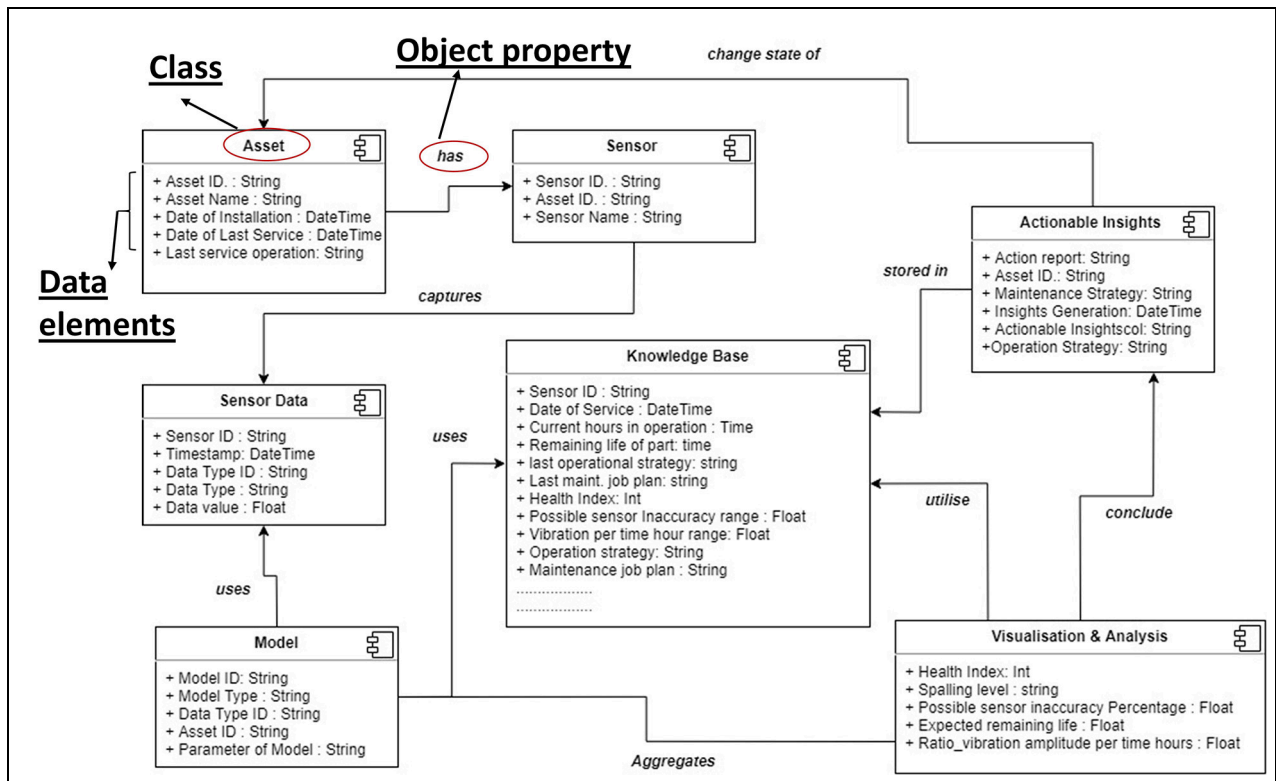 Object property
change state of
Class
Asset
has
Sensor
+ Asset ID. : String
+ Asset Name : String
+ Date of Installation : DateTime
+ Date of Last Service : DateTime
+ Last service operation: String
+ Sensor ID. : String
+ Asset ID. : String
+ Sensor Name : String
Actionable Insights
+ Action report: String
+ Asset ID.: String
+ Maintenance Strategy: String
+ Insights Generation: DateTime
+ Actionable Insightscol: String
+Operation Strategy: String
stored in
Data
elements
captures
Knowledge Base
+ Sensor ID : String
+ Date of Service : DateTime
+ Current hours in operation : Time
+ Remaining life of part: time
+ last operational strategy: string
+ Last maint. job plan: string
+ Health Index: Int
+ Possible sensor Inaccuracy range : Float
+ Vibration per time hour range: Float
+ Operation strategy: String
+ Maintenance job plan : String
..................
..................
Sensor Data
+ Sensor ID : String
+ Timestamp: DateTime
+ Data Type ID : String
+ Data Type : String
+ Data value : Float
uses
utilise
conclude
uses
Model
+ Model ID: String
+ Model Type : String
+ Data Type ID : String
+ Asset ID : String
+ Parameter of Model : String
Visualisation & Analysis
+ Health Index: Int
+ Spalling level : string
+ Possible sensor inaccuracy Percentage : Float
+ Expected remaining life : Float
+ Ratio_vibration amplitude per time hours : Float
Aggregates